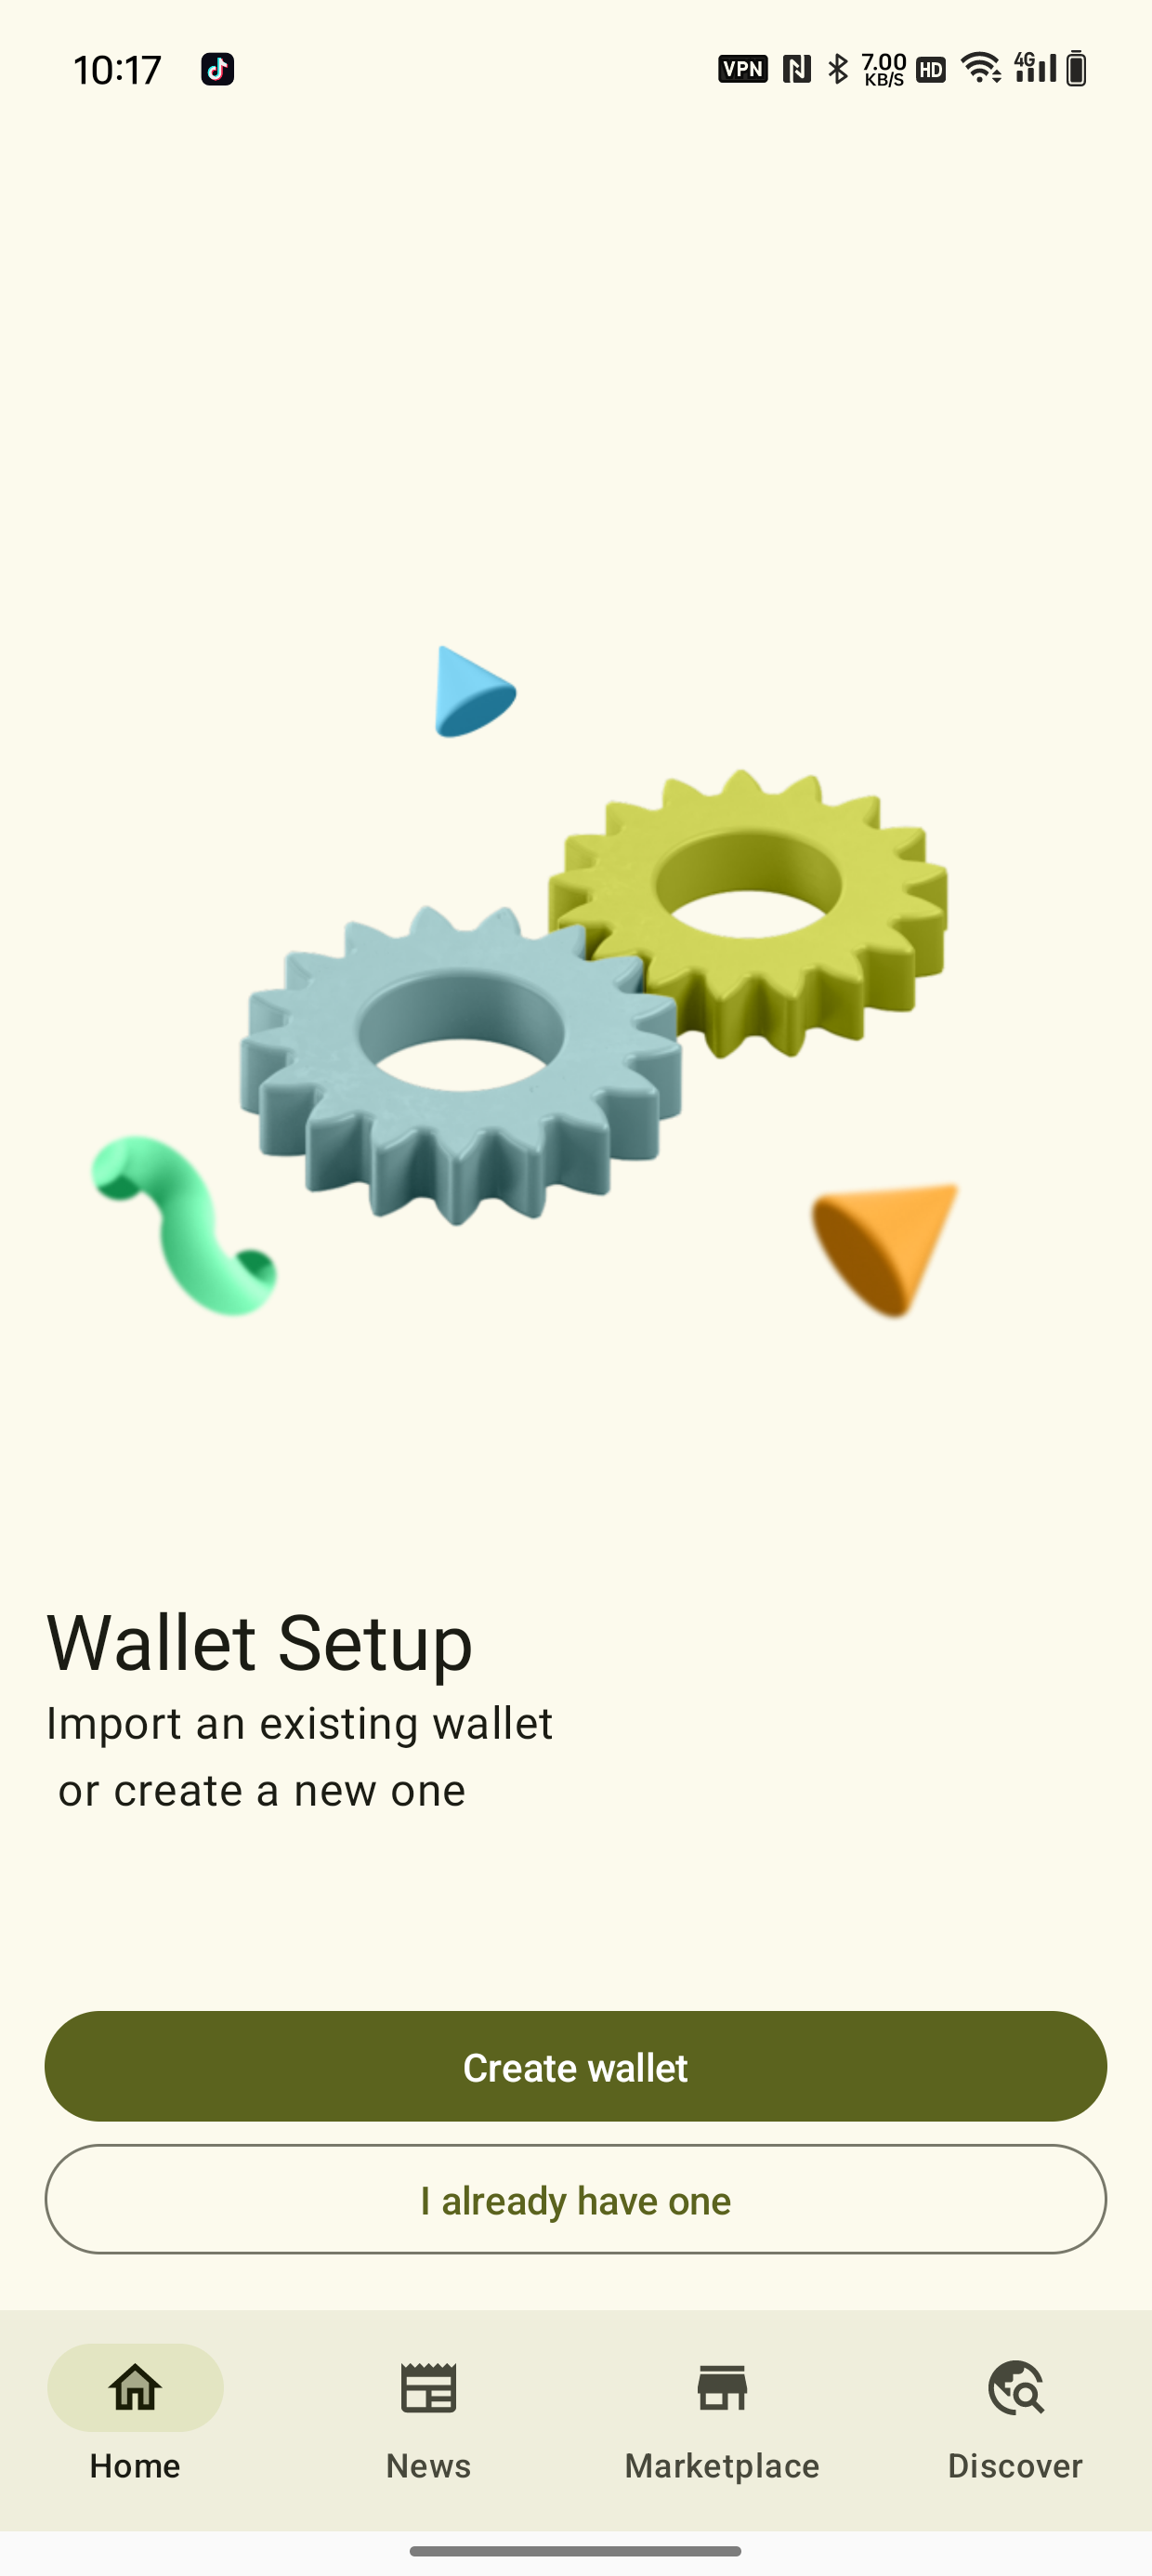 10:17 VPN 7.00 KB/S HD 4G
Wallet Setup
Import an existing wallet
or create a new one
Create wallet
I already have one
Home News Marketplace Discover